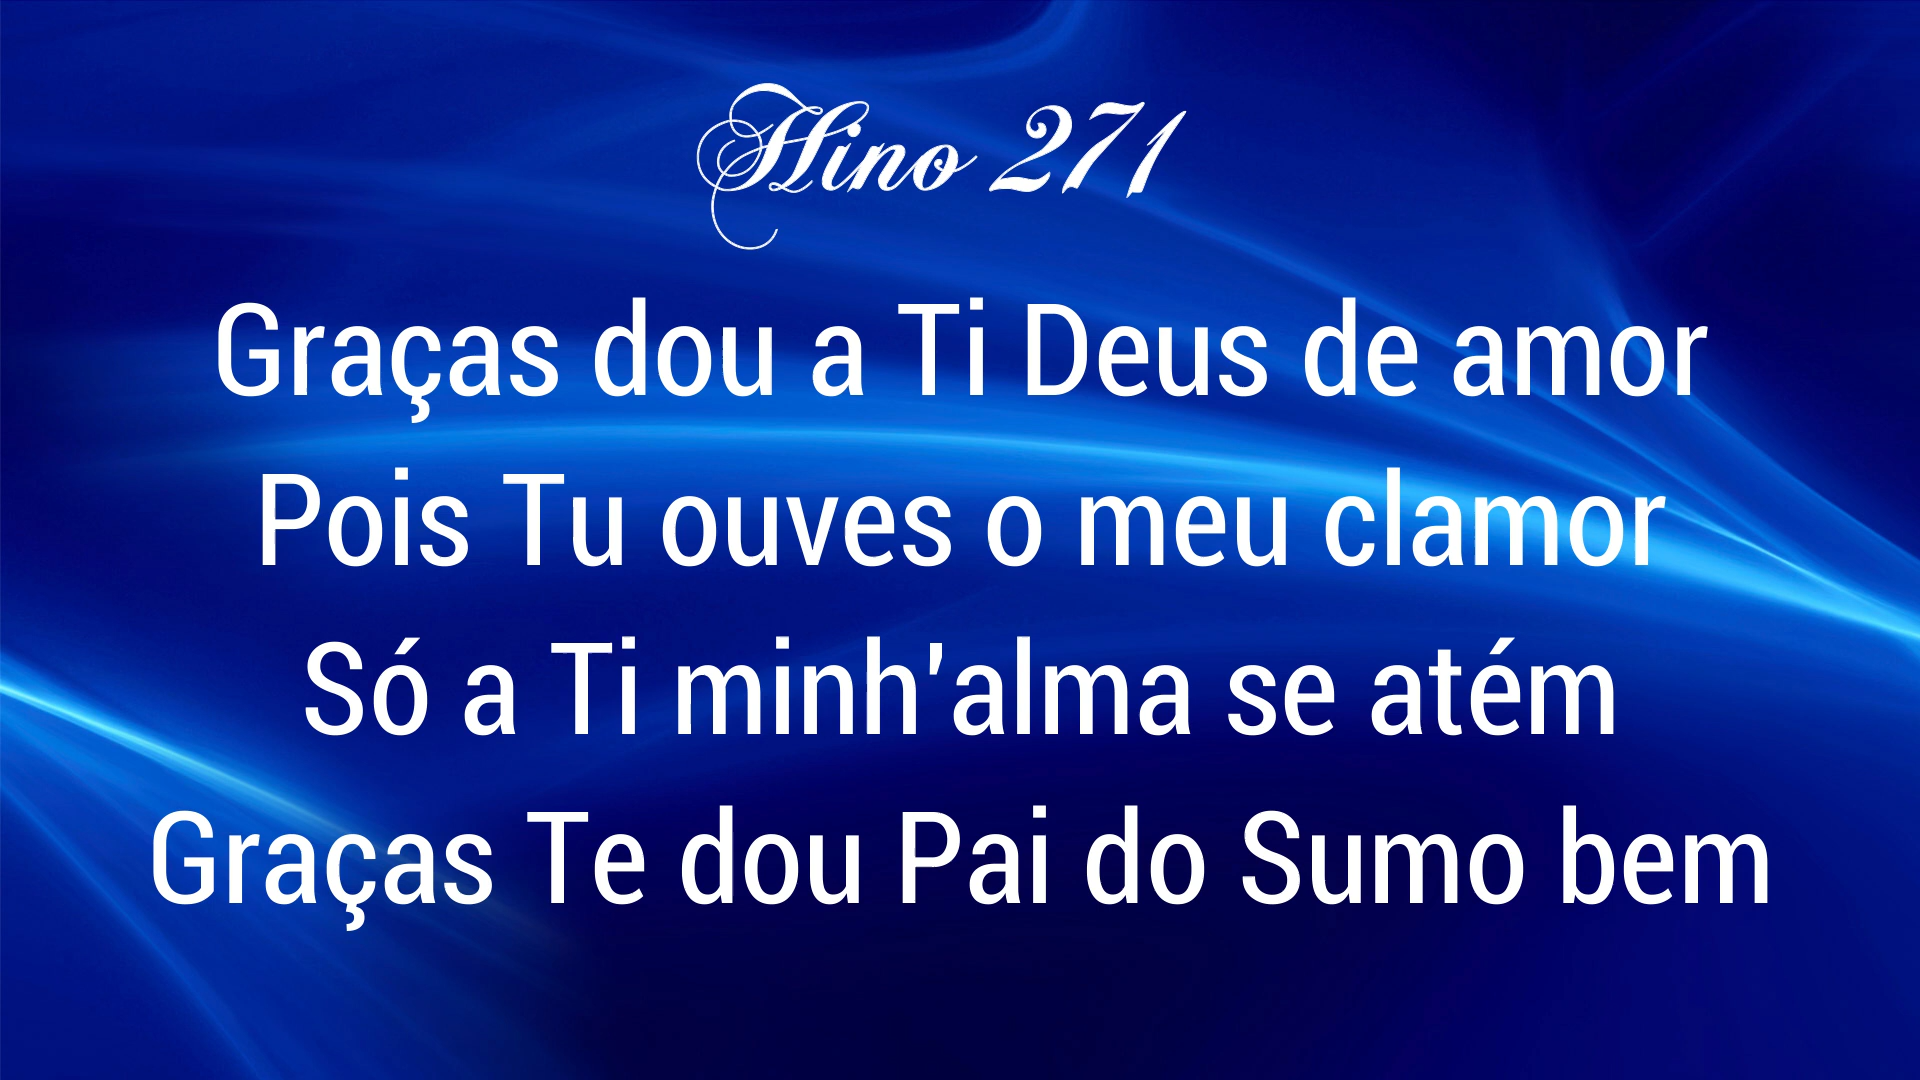 Hino 271
Graças dou a Ti Deus de amor
Pois Tu ouves o meu clamor
Só a Ti minh'alma se atém
Graças Te dou Pai do Sumo bem